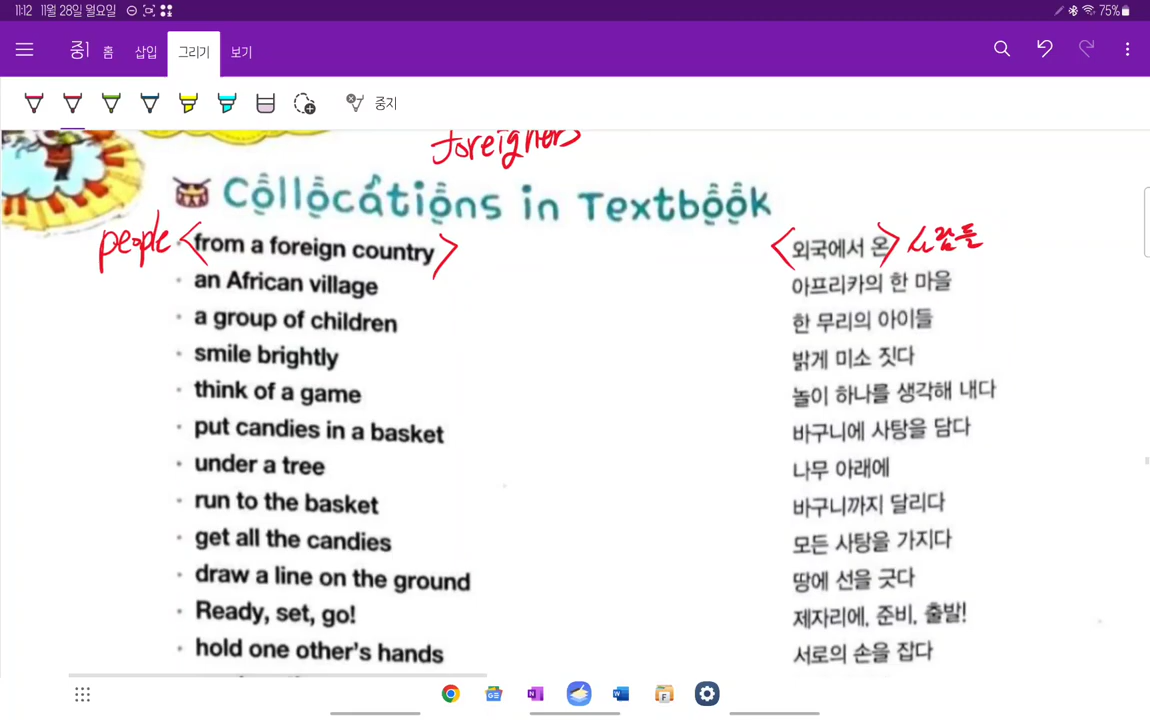 11:12 11월 28일 월요일 75%
중1 홈 삽입 그리기 보기
중지
foreigners
Collocations in Textbook
people <from a foreign country> <외국에서 온> 사람들
· an African village 아프리카의 한 마을
· a group of children 한 무리의 아이들
· smile brightly 밝게 미소 짓다
· think of a game 놀이 하나를 생각해 내다
· put candies in a basket 바구니에 사탕을 담다
· under a tree 나무 아래에
· run to the basket 바구니까지 달리다
· get all the candies 모든 사탕을 가지다
· draw a line on the ground 땅에 선을 긋다
· Ready, set, go! 제자리에, 준비, 출발!
· hold one other's hands 서로의 손을 잡다